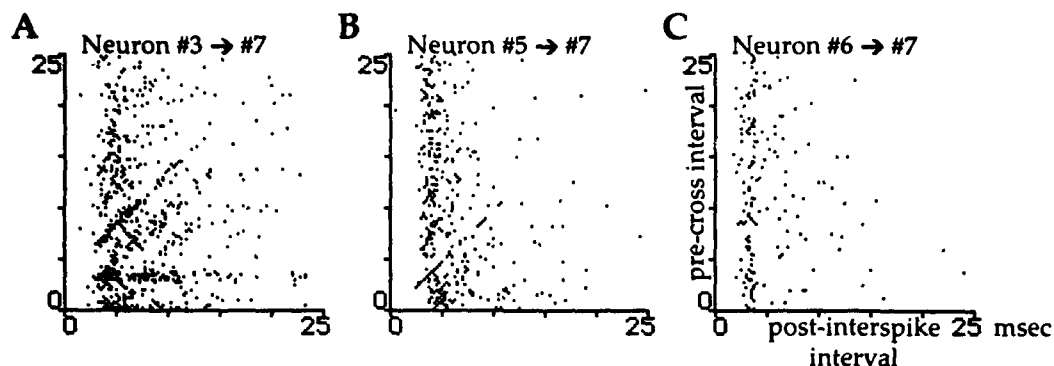 A
Neuron #3 → #7
25
0
0
25
B
Neuron #5 → #7
25
0
0
25
C
Neuron #6 → #7
25
pre-cross interval
0
0
post-interspike 25 msec
interval